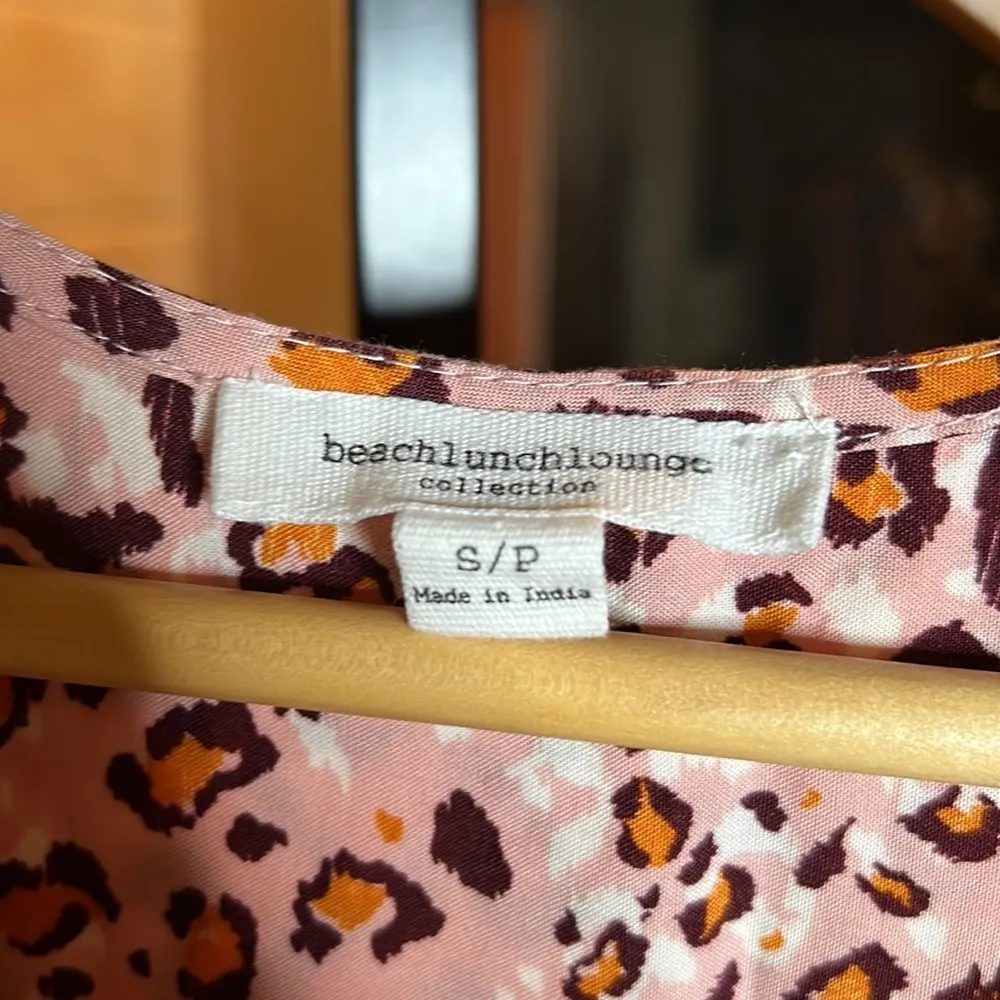 beachlunchlounge
collection
S/P
Made in India